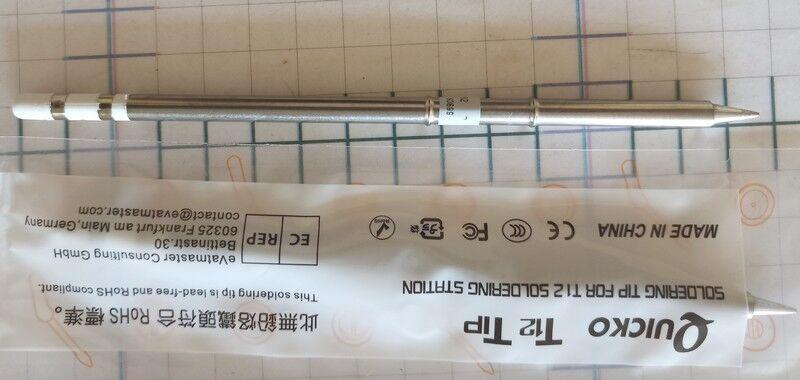 QUICKO T12 TIP
SOLDERING TIP FOR T12 SOLDERING STATION
MADE IN CHINA
CE
FC
此無鉛烙鐵頭符合 RoHS 標準。
This soldering tip is lead-free and RoHS compliant.
eVatmaster Consulting GmbH
Bettinastr.30
60325 Frankfurt am Main,Germany
contact@evatmaster.com
EC REP